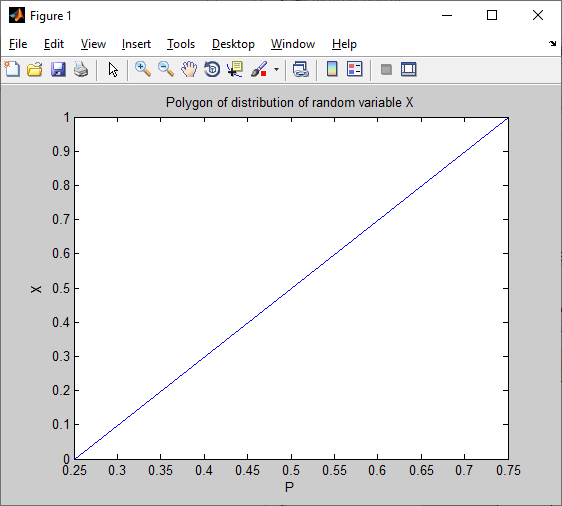 Figure 1
File Edit View Insert Tools Desktop Window Help
Polygon of distribution of random variable X
1
0.9
0.8
0.7
0.6
0.5
0.4
0.3
0.2
0.1
0
X
0.25 0.3 0.35 0.4 0.45 0.5 0.55 0.6 0.65 0.7 0.75
P